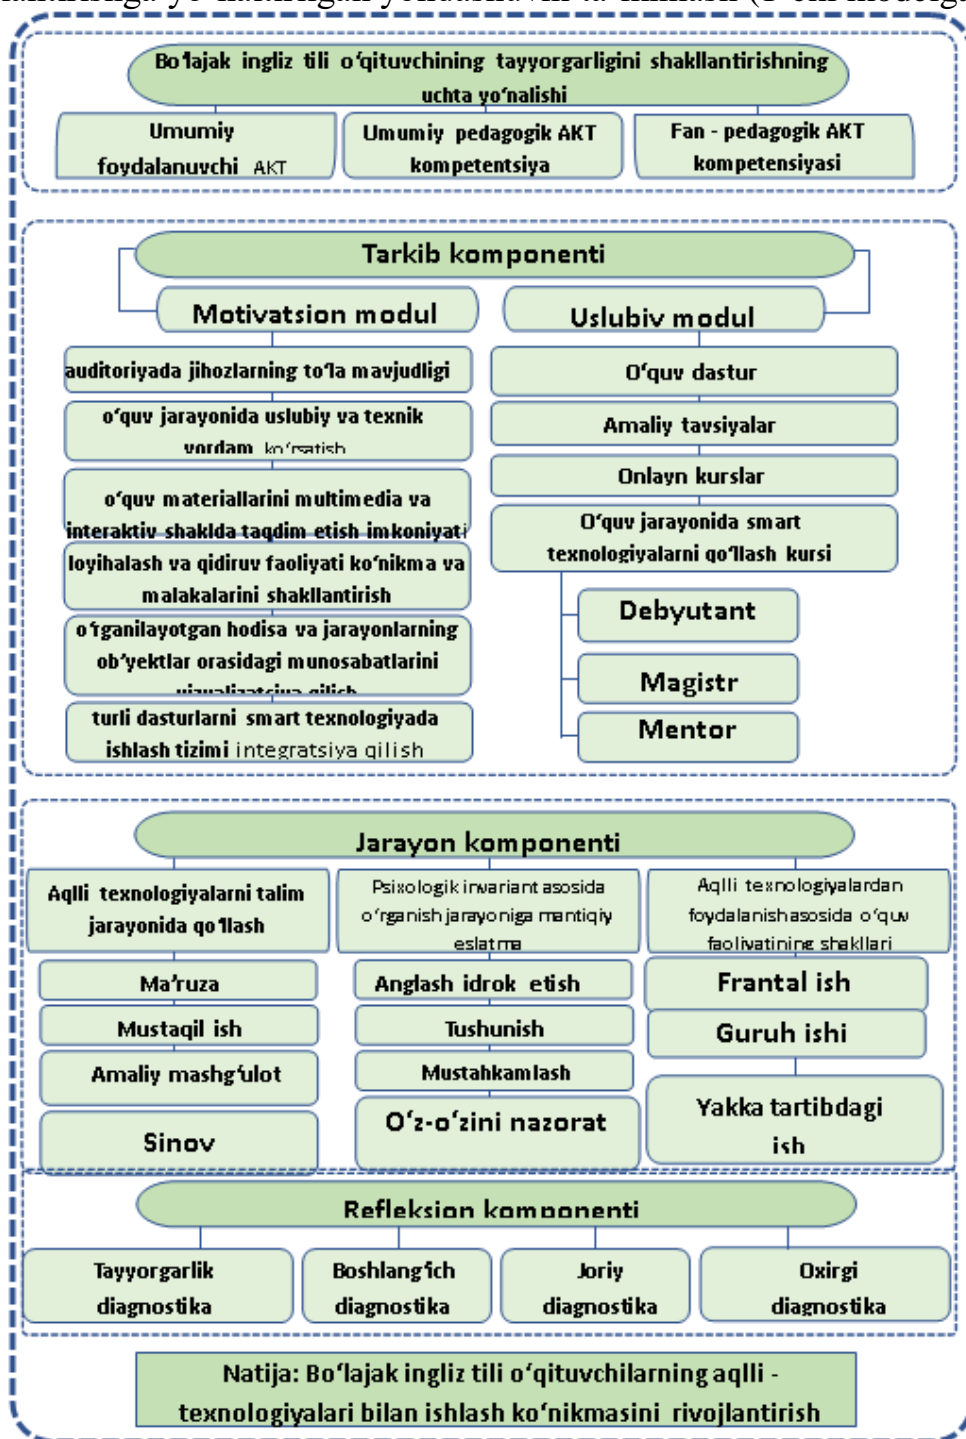 Bo‘lajak ingliz tili o‘qituvchining tayyorgarligini shakllantirishning
uchta yo‘nalishi
Umumiy
foydalanuvchi AKT
Umumiy pedagogik AKT
kompetentsiya
Fan - pedagogik AKT
kompetensiyasi
Tarkib komponenti
Motivatsion modul
auditoriyada jihozlarning to‘la mavjudligi
o‘quv jarayonida uslubiy va texnik
yordam ko‘rsatish
o‘quv materiallarini multimedia va
interaktiv shaklda taqdim etish imkoniyati
loyihalash va qidiruv faoliyati ko‘nikma va
malakalarini shakllantirish
o‘rganilayotgan hodisa va jarayonlarning
ob’yektlar orasidagi munosabatlarini
vizualizatsiya qilish
turli dasturlarni smart texnologiyada
ishlash tizimi integratsiya qilish
Uslubiv modul
O‘quv dastur
Amaliy tavsiyalar
Onlayn kurslar
O‘quv jarayonida smart
texnologiyalarni qo‘llash kursi
Debyutant
Magistr
Mentor
Jarayon komponenti
Aqlli texnologiyalarni talim
jarayonida qo‘llash
Ma’ruza
Mustaqil ish
Amaliy mashg‘ulot
Sinov
Psixologik invariant asosida
o‘rganish jarayoniga mantiqiy
eslatma
Anglash idrok etish
Tushunish
Mustahkamlash
O‘z-o‘zini nazorat
Aqlli texnologiyalardan
foydalanish asosida o‘quv
faoliyatining shakllari
Frantal ish
Guruh ishi
Yakka tartibdagi
ish
Refleksion komponenti
Tayyorgarlik
diagnostika
Boshlang‘ich
diagnostika
Joriy
diagnostika
Oxirgi
diagnostika
Natija: Bo‘lajak ingliz tili o‘qituvchilarning aqlli -
texnologiyalari bilan ishlash ko‘nikmasini rivojlantirish